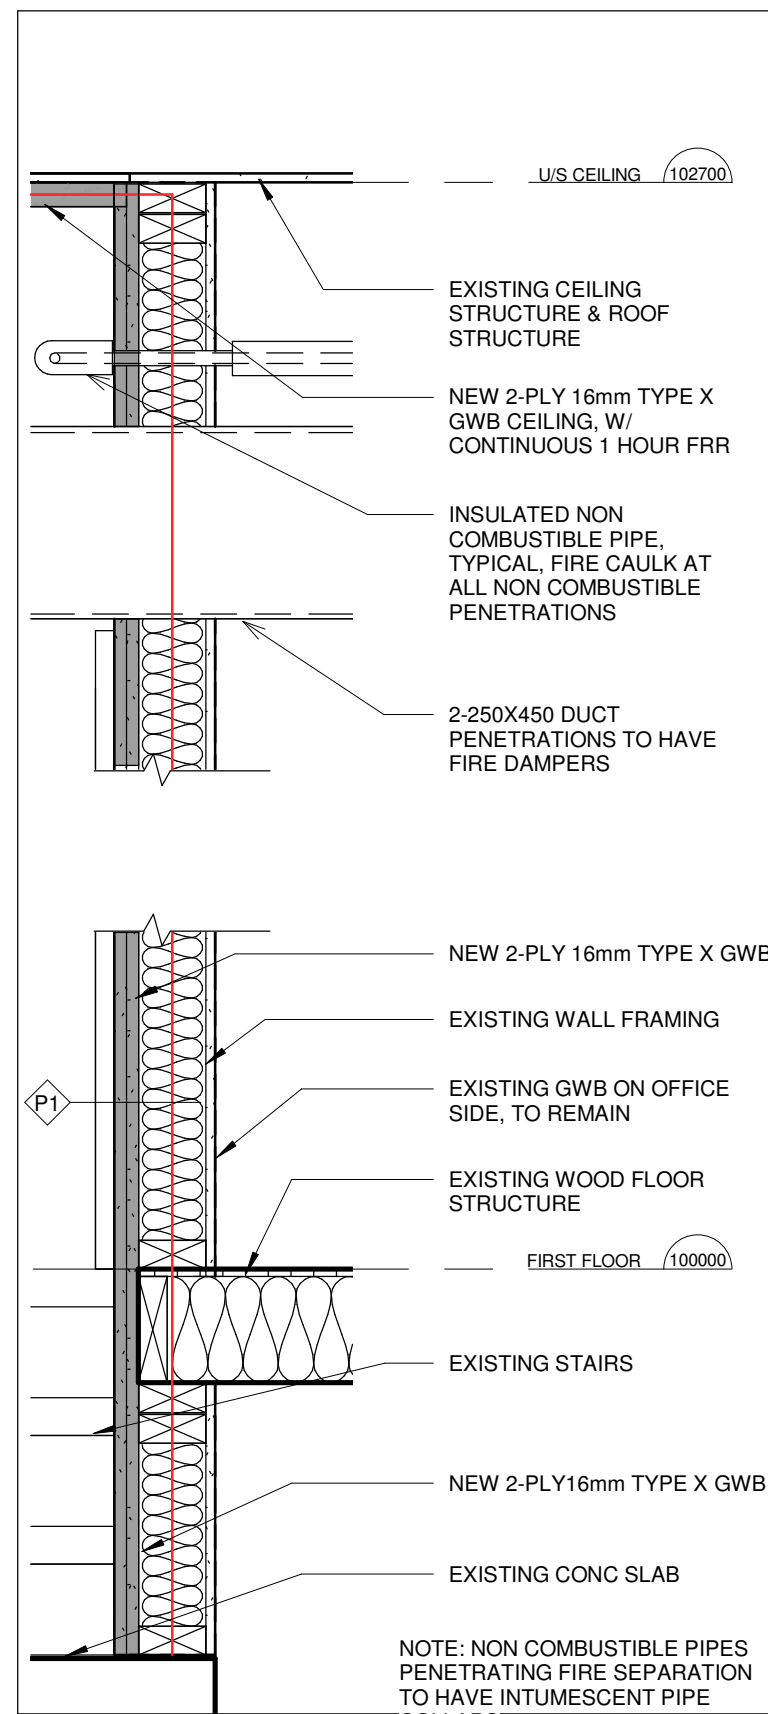 U/S CEILING 102700
EXISTING CEILING
STRUCTURE & ROOF
STRUCTURE
NEW 2-PLY 16mm TYPE X
GWB CEILING, W/
CONTINUOUS 1 HOUR FRR
INSULATED NON
COMBUSTIBLE PIPE,
TYPICAL, FIRE CAULK AT
ALL NON COMBUSTIBLE
PENETRATIONS
2-250X450 DUCT
PENETRATIONS TO HAVE
FIRE DAMPERS
NEW 2-PLY 16mm TYPE X GWB
EXISTING WALL FRAMING
P1
EXISTING GWB ON OFFICE
SIDE, TO REMAIN
EXISTING WOOD FLOOR
STRUCTURE
FIRST FLOOR 100000
EXISTING STAIRS
NEW 2-PLY16mm TYPE X GWB
EXISTING CONC SLAB
NOTE: NON COMBUSTIBLE PIPES
PENETRATING FIRE SEPARATION
TO HAVE INTUMESCENT PIPE